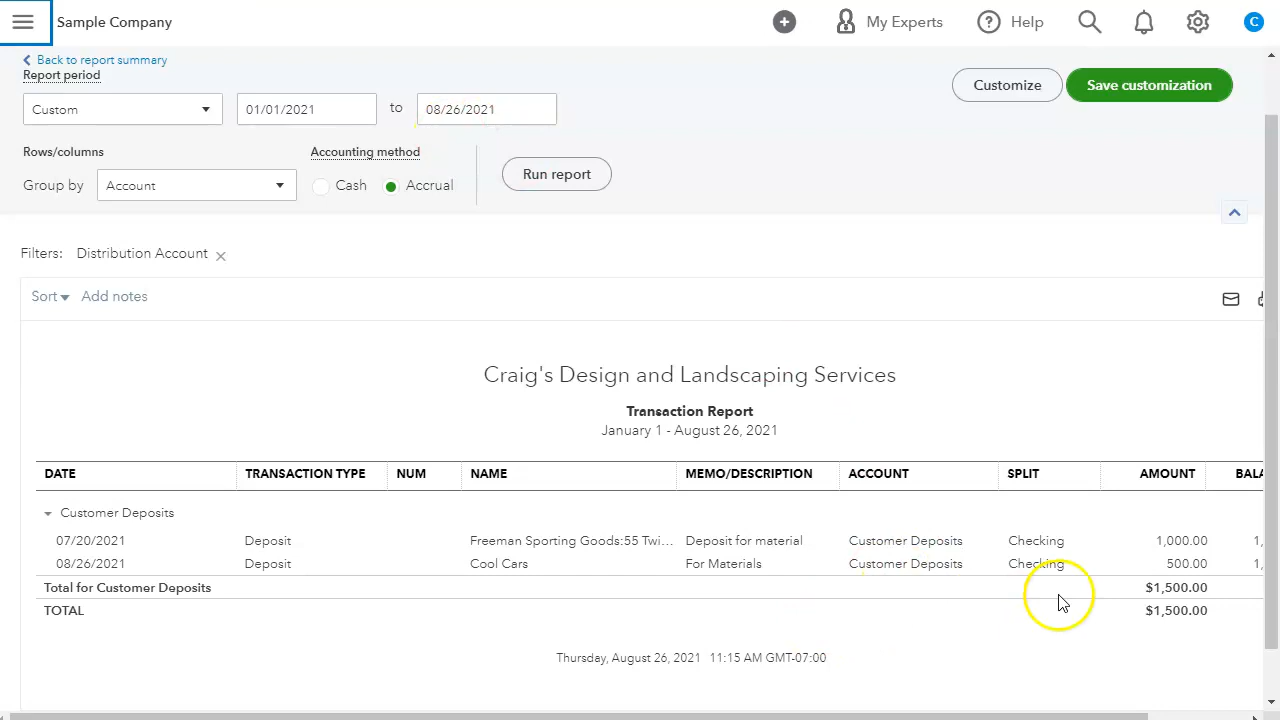 Sample Company
My Experts
Help
C
Back to report summary
Report period
Custom
01/01/2021
to
08/26/2021
Customize
Save customization
Rows/columns
Accounting method
Group by
Account
Cash
Accrual
Run report
Filters:
Distribution Account
Sort
Add notes
Craig's Design and Landscaping Services
Transaction Report
January 1 - August 26, 2021
DATE TRANSACTION TYPE NUM NAME MEMO/DESCRIPTION ACCOUNT SPLIT AMOUNT BALA
Customer Deposits
07/20/2021 Deposit Freeman Sporting Goods:55 Twi... Deposit for material Customer Deposits Checking 1,000.00 1,
08/26/2021 Deposit Cool Cars For Materials Customer Deposits Checking 500.00 1,
Total for Customer Deposits $1,500.00
TOTAL $1,500.00
Thursday, August 26, 2021 11:15 AM GMT-07:00